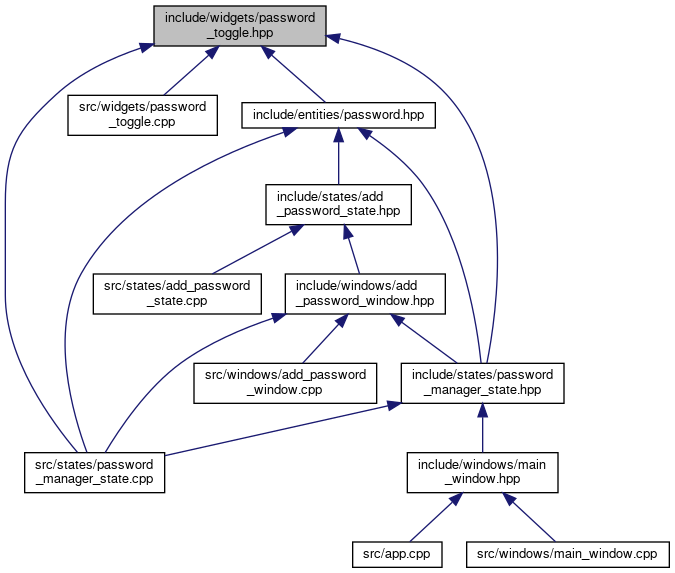 include/widgets/password
_toggle.hpp
src/widgets/password
_toggle.cpp
include/entities/password.hpp
include/states/add
_password_state.hpp
src/states/add_password
_state.cpp
include/windows/add
_password_window.hpp
src/windows/add_password
_window.cpp
include/states/password
_manager_state.hpp
src/states/password
_manager_state.cpp
include/windows/main
_window.hpp
src/app.cpp
src/windows/main_window.cpp